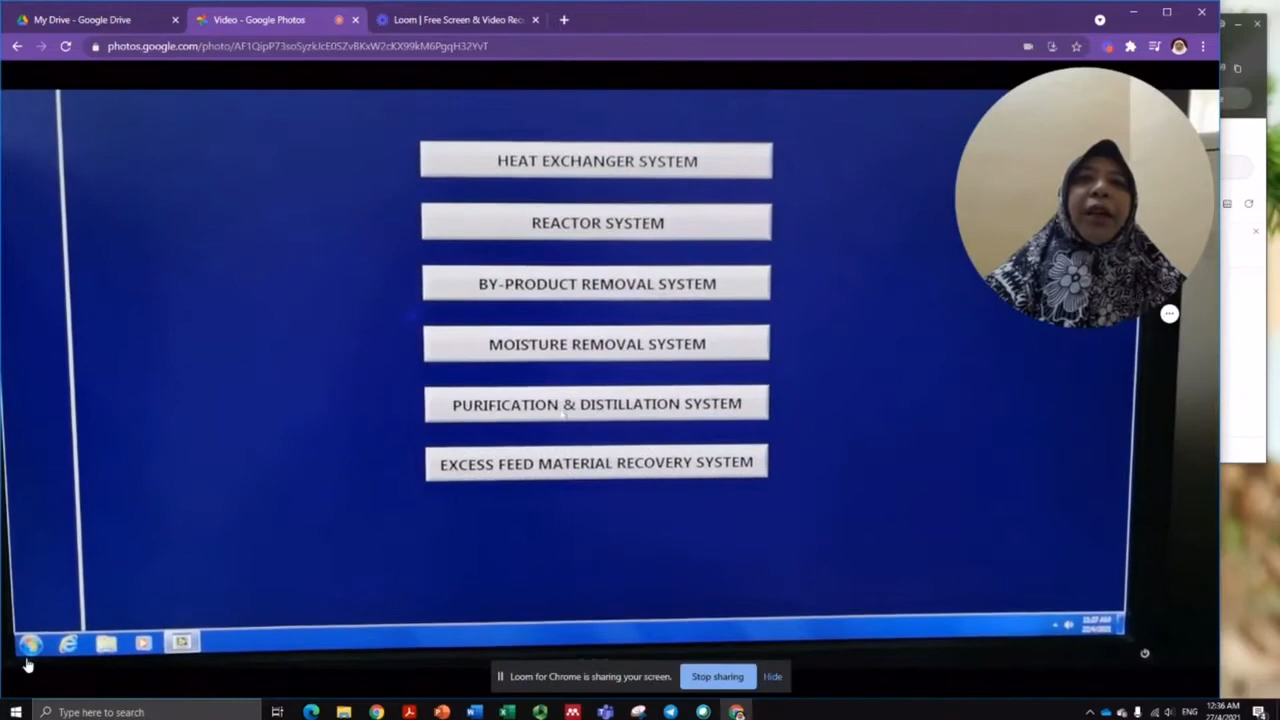 My Drive - Google Drive
Video - Google Photos
Loom | Free Screen & Video Rec
photos.google.com/photo/AF1QipP73soSyzkJcE0SZvBKxW2cKX99kM6PgqH32YvT
HEAT EXCHANGER SYSTEM
REACTOR SYSTEM
BY-PRODUCT REMOVAL SYSTEM
MOISTURE REMOVAL SYSTEM
PURIFICATION & DISTILLATION SYSTEM
EXCESS FEED MATERIAL RECOVERY SYSTEM
Loom for Chrome is sharing your screen.
Stop sharing
Hide
Type here to search
ENG
12:36 AM
27/4/2021